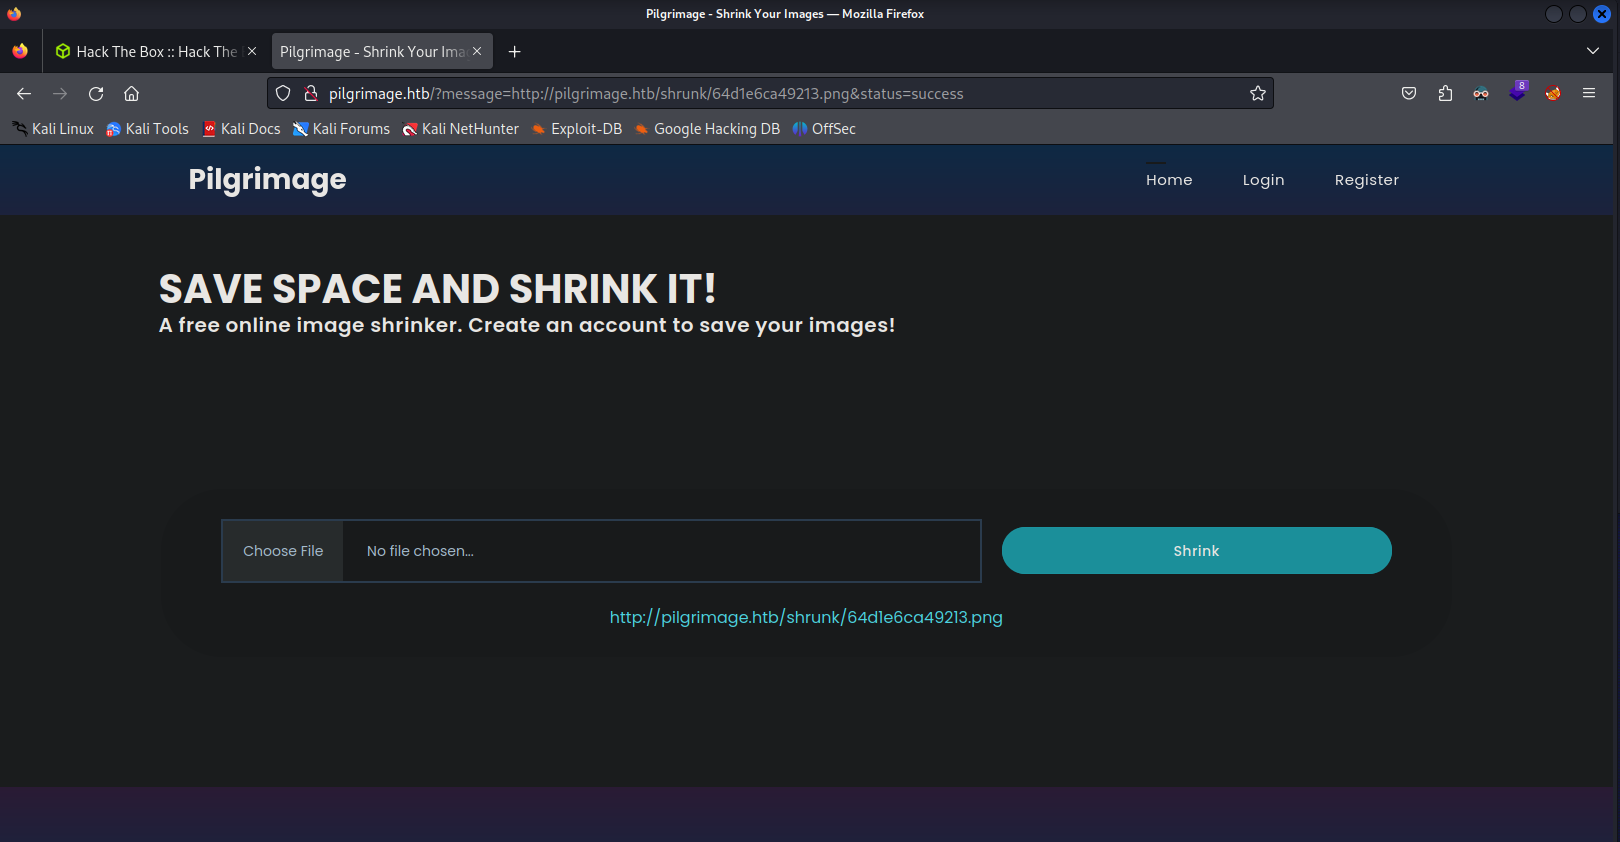 Pilgrimage - Shrink Your Images — Mozilla Firefox
Hack The Box :: Hack The
Pilgrimage - Shrink Your Ima
pilgrimage.htb/?message=http://pilgrimage.htb/shrunk/64d1e6ca49213.png&status=success
8
Kali Linux Kali Tools Kali Docs Kali Forums Kali NetHunter Exploit-DB Google Hacking DB OffSec
Pilgrimage Home Login Register
SAVE SPACE AND SHRINK IT!
A free online image shrinker. Create an account to save your images!
Choose File No file chosen... Shrink
http://pilgrimage.htb/shrunk/64d1e6ca49213.png